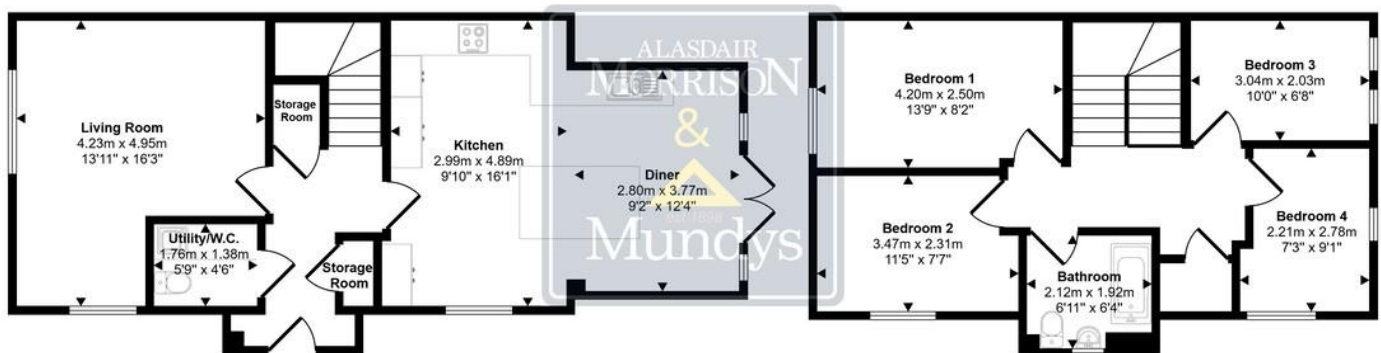 Living Room
4.23m x 4.95m
13'11" x 16'3"
Storage
Room
Utility/W.C.
1.76m x 1.38m
5'9" x 4'6"
Storage
Room
Kitchen
2.99m x 4.89m
9'10" x 16'1"
ALASDAIR
MORRISON
&
Mundys
Diner
2.80m x 3.77m
9'2" x 12'4"
Bedroom 1
4.20m x 2.50m
13'9" x 8'2"
Bedroom 2
3.47m x 2.31m
11'5" x 7'7"
Bathroom
2.12m x 1.92m
6'11" x 6'4"
Bedroom 3
3.04m x 2.03m
10'0" x 6'8"
Bedroom 4
2.21m x 2.78m
7'3" x 9'1"